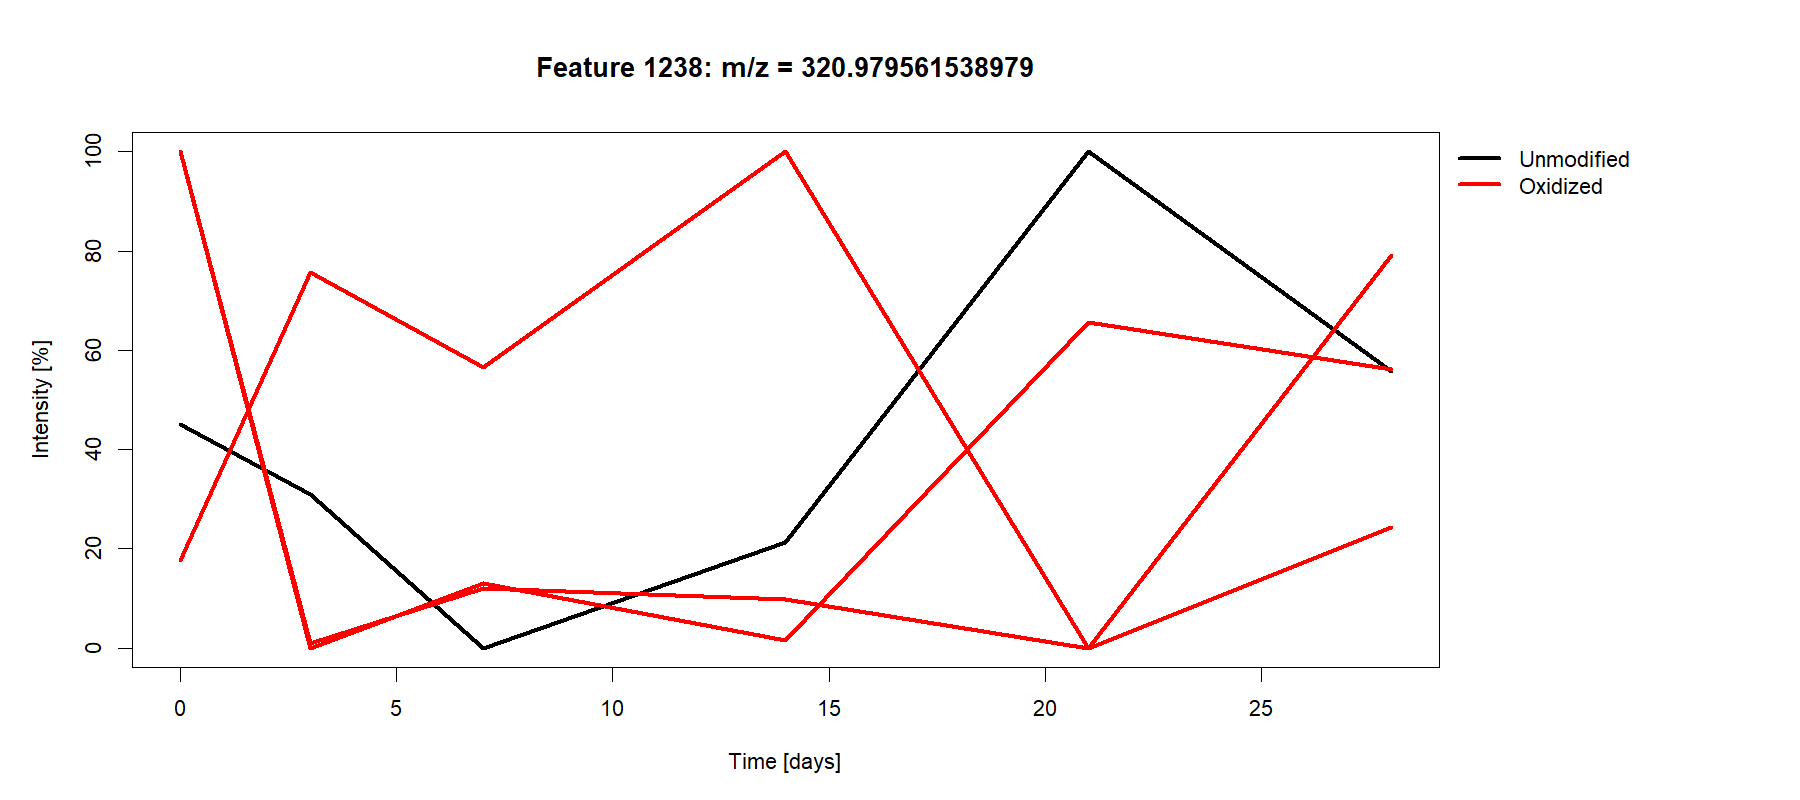 Feature 1238: m/z = 320.979561538979
Unmodified
Oxidized
Intensity [%]
100
80
60
40
20
0
0 5 10 15 20 25
Time [days]